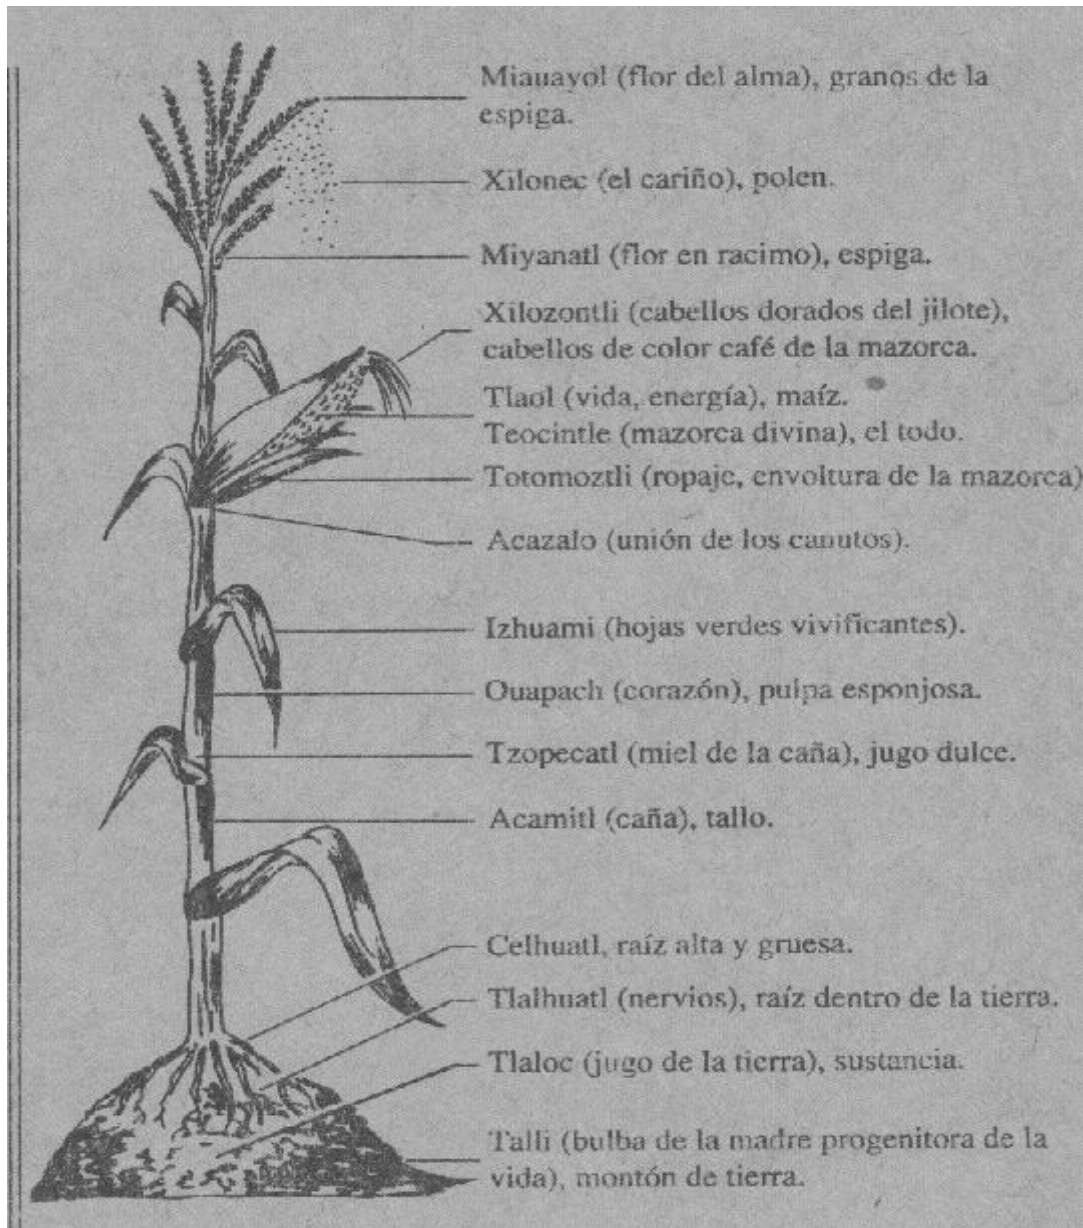 Miauayol (flor del alma), granos de la
espiga.
Xilonec (el cariño), polen.
Miyanatl (flor en racimo), espiga.
Xilozontli (cabellos dorados del jilote),
cabellos de color café de la mazorca.
Tlaol (vida, energía), maíz.
Teocintle (mazorca divina), el todo.
Totomoztli (ropaje, envoltura de la mazorca)
Acazalo (unión de los canutos).
Izhuami (hojas verdes vivificantes).
Ouapach (corazón), pulpa esponjosa.
Tzopecatl (miel de la caña), jugo dulce.
Acamitl (caña), tallo.
Celhuatl, raíz alta y gruesa.
Tlalhuatl (nervios), raíz dentro de la tierra.
Tlaloc (jugo de la tierra), sustancia.
Talli (bulba de la madre progenitora de la
vida), montón de tierra.